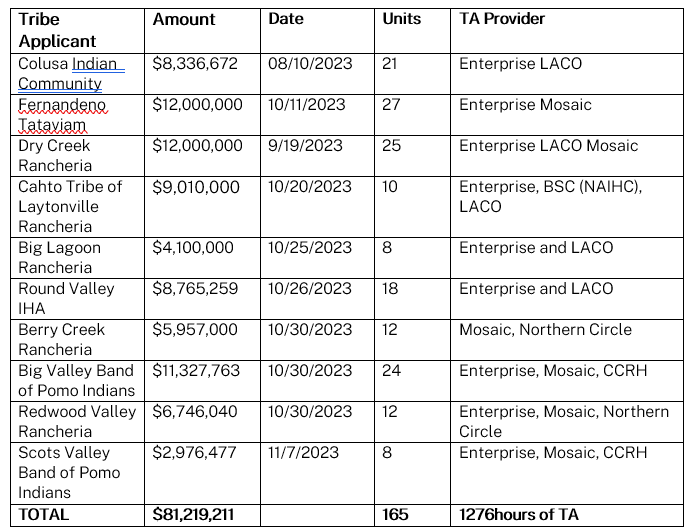 Tribe Applicant Amount Date Units TA Provider
Colusa Indian Community $8,336,672 08/10/2023 21 Enterprise LACO
Fernandeno Tataviam $12,000,000 10/11/2023 27 Enterprise Mosaic
Dry Creek Rancheria $12,000,000 9/19/2023 25 Enterprise LACO Mosaic
Cahto Tribe of Laytonville Rancheria $9,010,000 10/20/2023 10 Enterprise, BSC (NAIHC), LACO
Big Lagoon Rancheria $4,100,000 10/25/2023 8 Enterprise and LACO
Round Valley IHA $8,765,259 10/26/2023 18 Enterprise and LACO
Berry Creek Rancheria $5,957,000 10/30/2023 12 Mosaic, Northern Circle
Big Valley Band of Pomo Indians $11,327,763 10/30/2023 24 Enterprise, Mosaic, CCRH
Redwood Valley Rancheria $6,746,040 10/30/2023 12 Enterprise, Mosaic, Northern Circle
Scots Valley Band of Pomo Indians $2,976,477 11/7/2023 8 Enterprise, Mosaic, CCRH
TOTAL $81,219,211 165 1276hours of TA